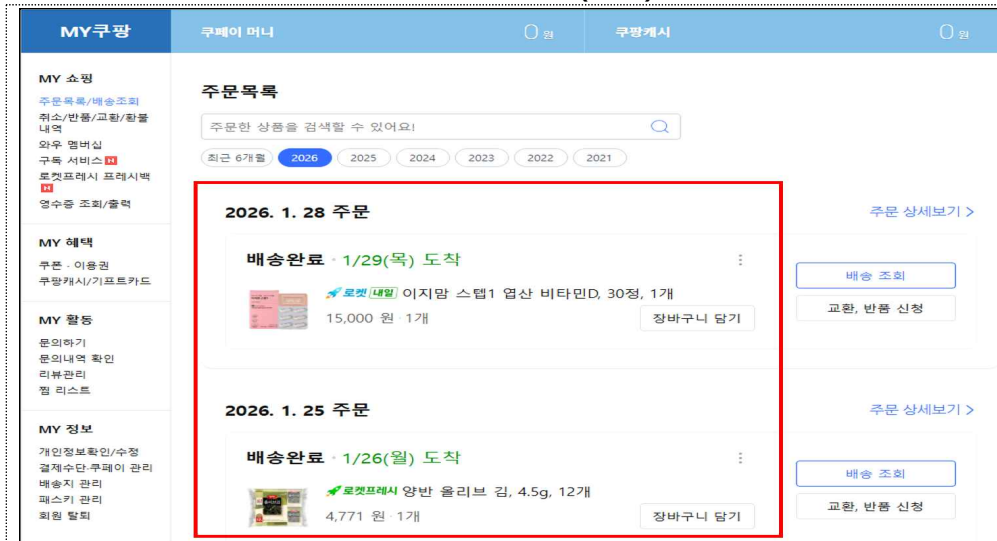 MY쿠팡
쿠페이 머니 0 원 쿠팡캐시 0 원
MY 쇼핑
주문목록/배송조회
취소/반품/교환/환불
내역
와우 멤버십
구독 서비스 N
로켓프레시 프레시백
N
영수증 조회/출력
MY 혜택
쿠폰 · 이용권
쿠팡캐시/기프트카드
MY 활동
문의하기
문의내역 확인
리뷰관리
찜 리스트
MY 정보
개인정보확인/수정
결제수단·쿠페이 관리
배송지 관리
패스키 관리
회원 탈퇴
주문목록
주문한 상품을 검색할 수 있어요!
최근 6개월 2026 2025 2024 2023 2022 2021
2026. 1. 28 주문
주문 상세보기 >
배송완료 · 1/29(목) 도착
로켓 내일 이지맘 스텝1 엽산 비타민D, 30정, 1개
15,000 원 · 1개
장바구니 담기
배송 조회
교환, 반품 신청
2026. 1. 25 주문
주문 상세보기 >
배송완료 · 1/26(월) 도착
로켓프레시 양반 올리브 김, 4.5g, 12개
4,771 원 · 1개
장바구니 담기
배송 조회
교환, 반품 신청